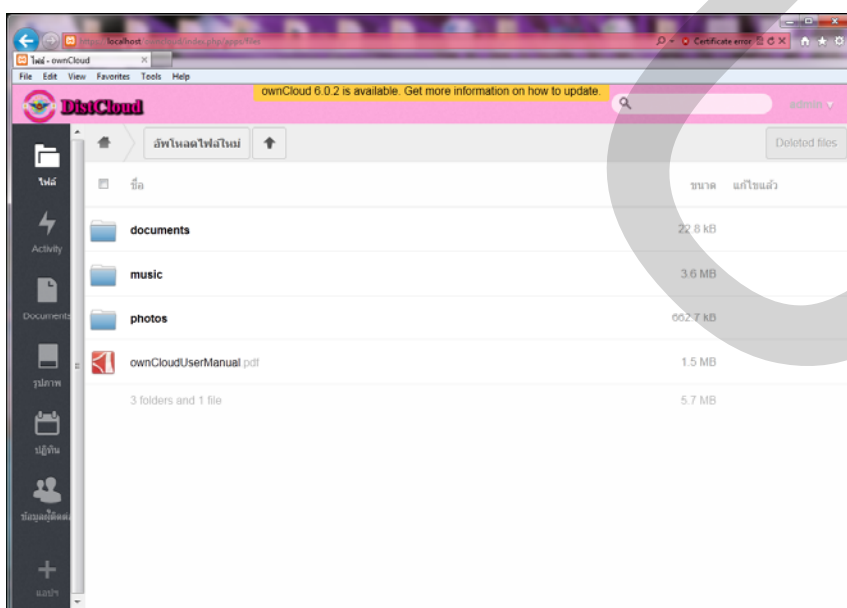 https://localhost/owncloud/index.php/apps/files
Certificate error
ไฟล์ - ownCloud
File Edit View Favorites Tools Help
DistCloud
ownCloud 6.0.2 is available. Get more information on how to update.
admin
อัพโหลดไฟล์ใหม่
Deleted files
ชื่อ ขนาด แก้ไขแล้ว
documents 22.8 kB
music 3.6 MB
photos 662.7 kB
ownCloudUserManual.pdf 1.5 MB
3 folders and 1 file 5.7 MB
ไฟล์
Activity
Documents
รูปภาพ
ปฏิทิน
ข้อมูลผู้ติดต่อ
แอปฯ